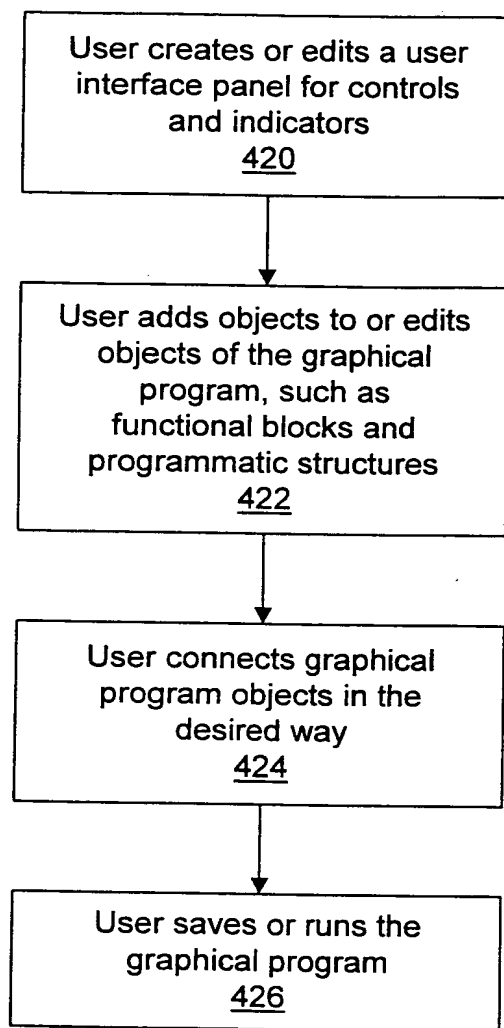 User creates or edits a user
interface panel for controls
and indicators
420
User adds objects to or edits
objects of the graphical
program, such as
functional blocks and
programmatic structures
422
User connects graphical
program objects in the
desired way
424
User saves or runs the
graphical program
426